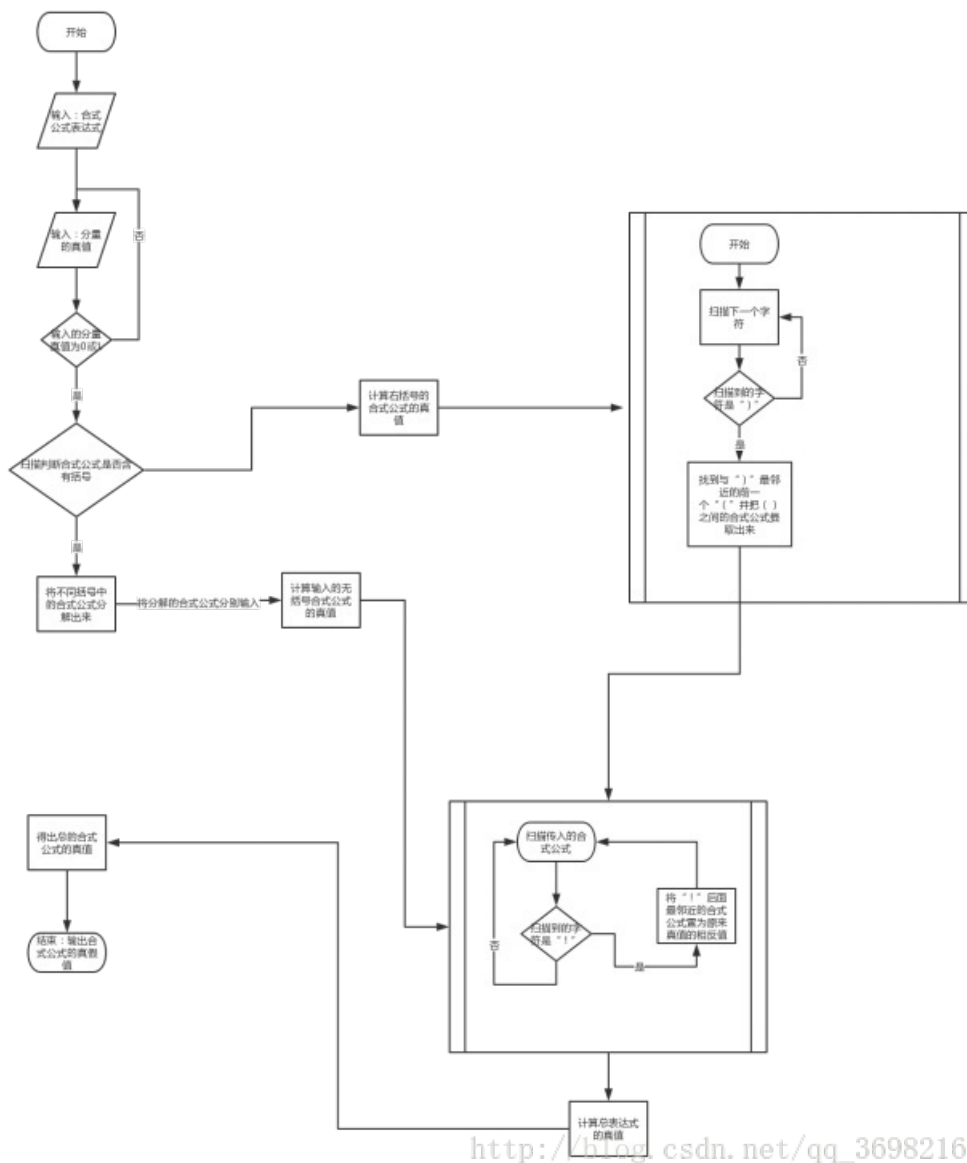 开始
输入：合式
公式表达式
输入：分量
的真值
否
输入的分量
真值为0或1
是
扫描判断合式公式是否含
有括号
是
将不同括号中
的合式公式分
解出来
将分解的合式公式分别输入
计算输入的无
括号合式公式
的真值
计算右括号的
合式公式的真
值
开始
扫描下一个字
符
否
扫描到的字
符是“)”
是
找到与“)”最邻
近的前一
个“(”并把( )
之间的合式公式截
取出来
扫描传入的合
式公式
扫描到的字
符是“!”
否
是
将“!”后面
最邻近的合式
公式置为原来
真值的相反值
计算总表达式
的真值
得出总的合式
公式的真值
结束：输出合
式公式的真假
值
http://blog.csdn.net/qq_3698216